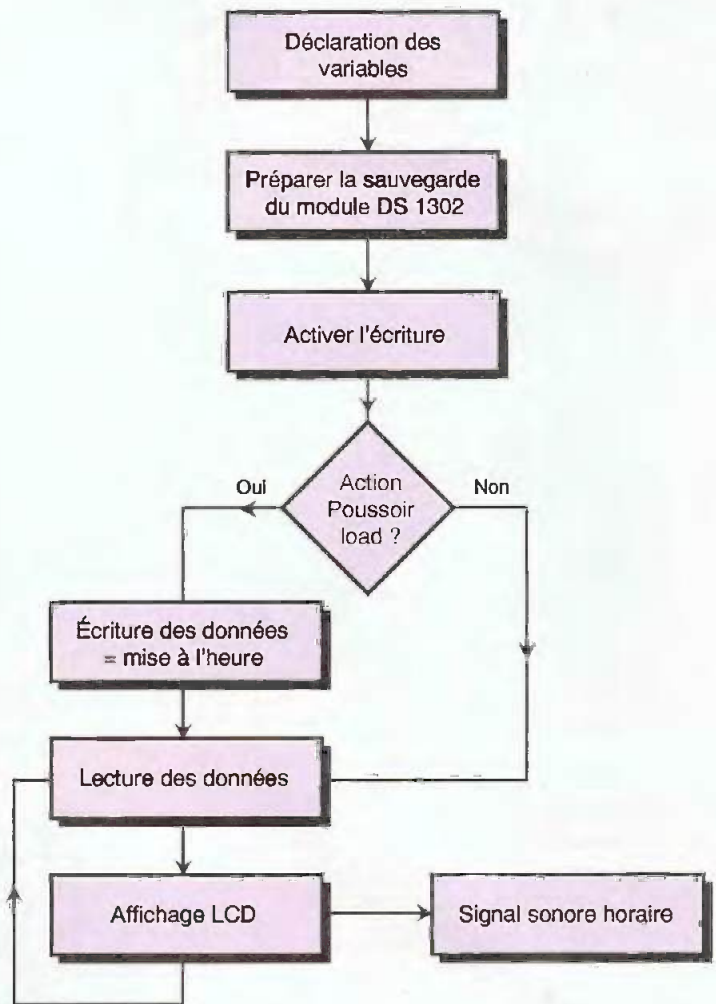 Déclaration des
variables
Préparer la sauvegarde
du module DS 1302
Activer l'écriture
Action
Poussoir
load ?
Oui
Non
Écriture des données
= mise à l'heure
Lecture des données
Affichage LCD
Signal sonore horaire